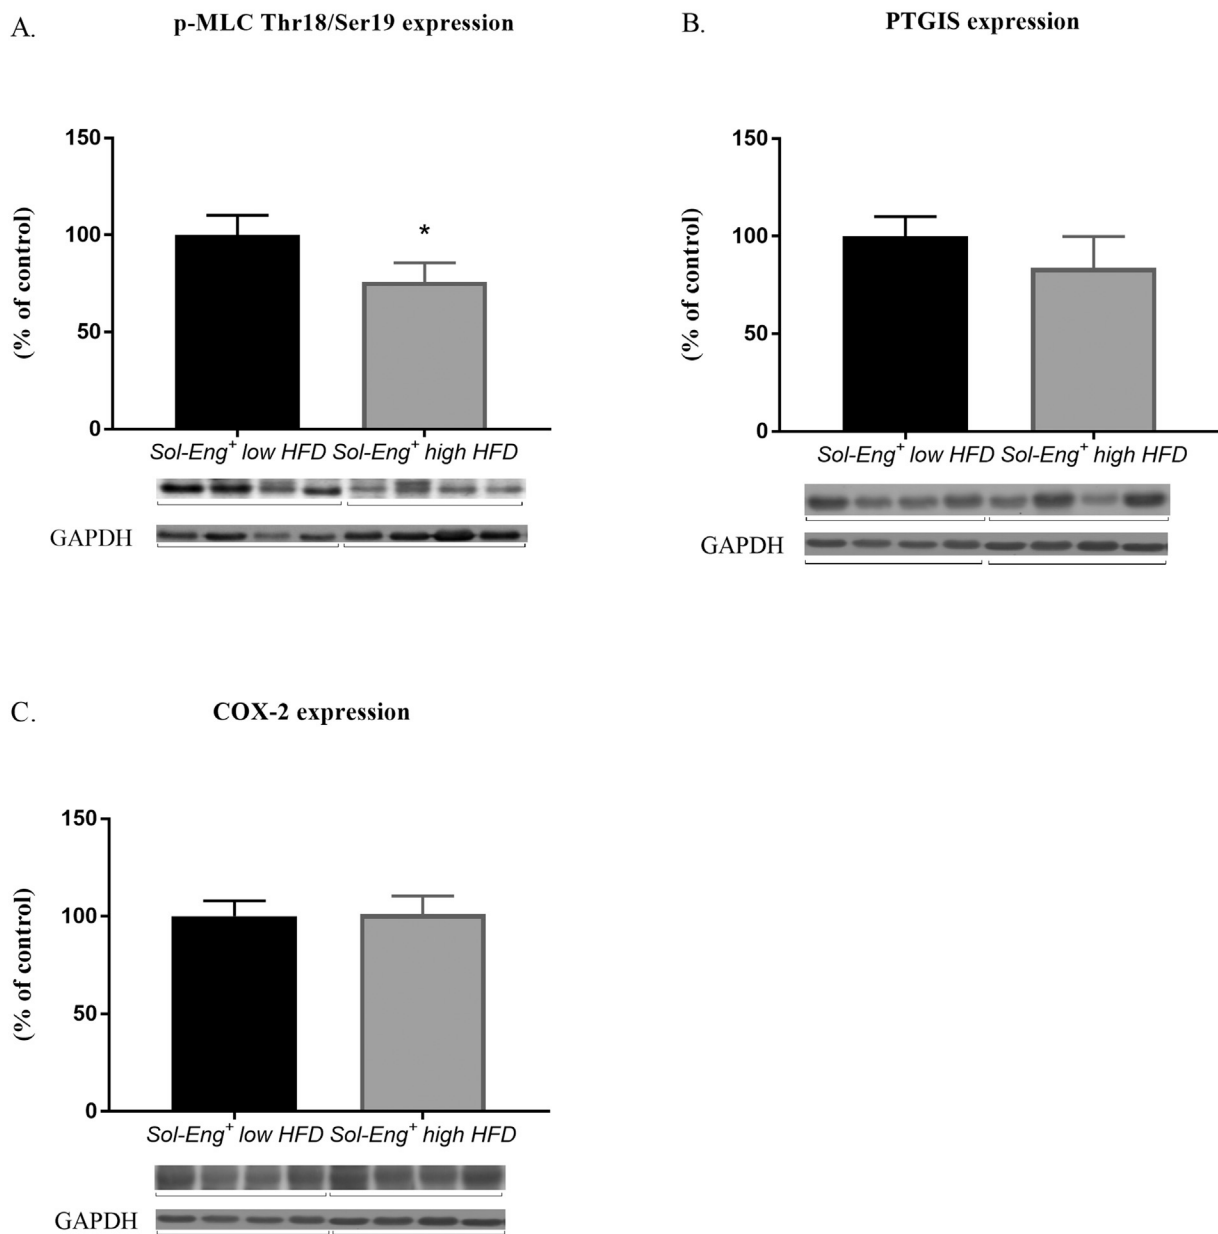 A.
p-MLC Thr18/Ser19 expression
150
100
50
0
(% of control)
*
Sol-Eng+ low HFD Sol-Eng+ high HFD
GAPDH
B.
PTGIS expression
150
100
50
0
(% of control)
Sol-Eng+ low HFD Sol-Eng+ high HFD
GAPDH
C.
COX-2 expression
150
100
50
0
(% of control)
Sol-Eng+ low HFD Sol-Eng+ high HFD
GAPDH